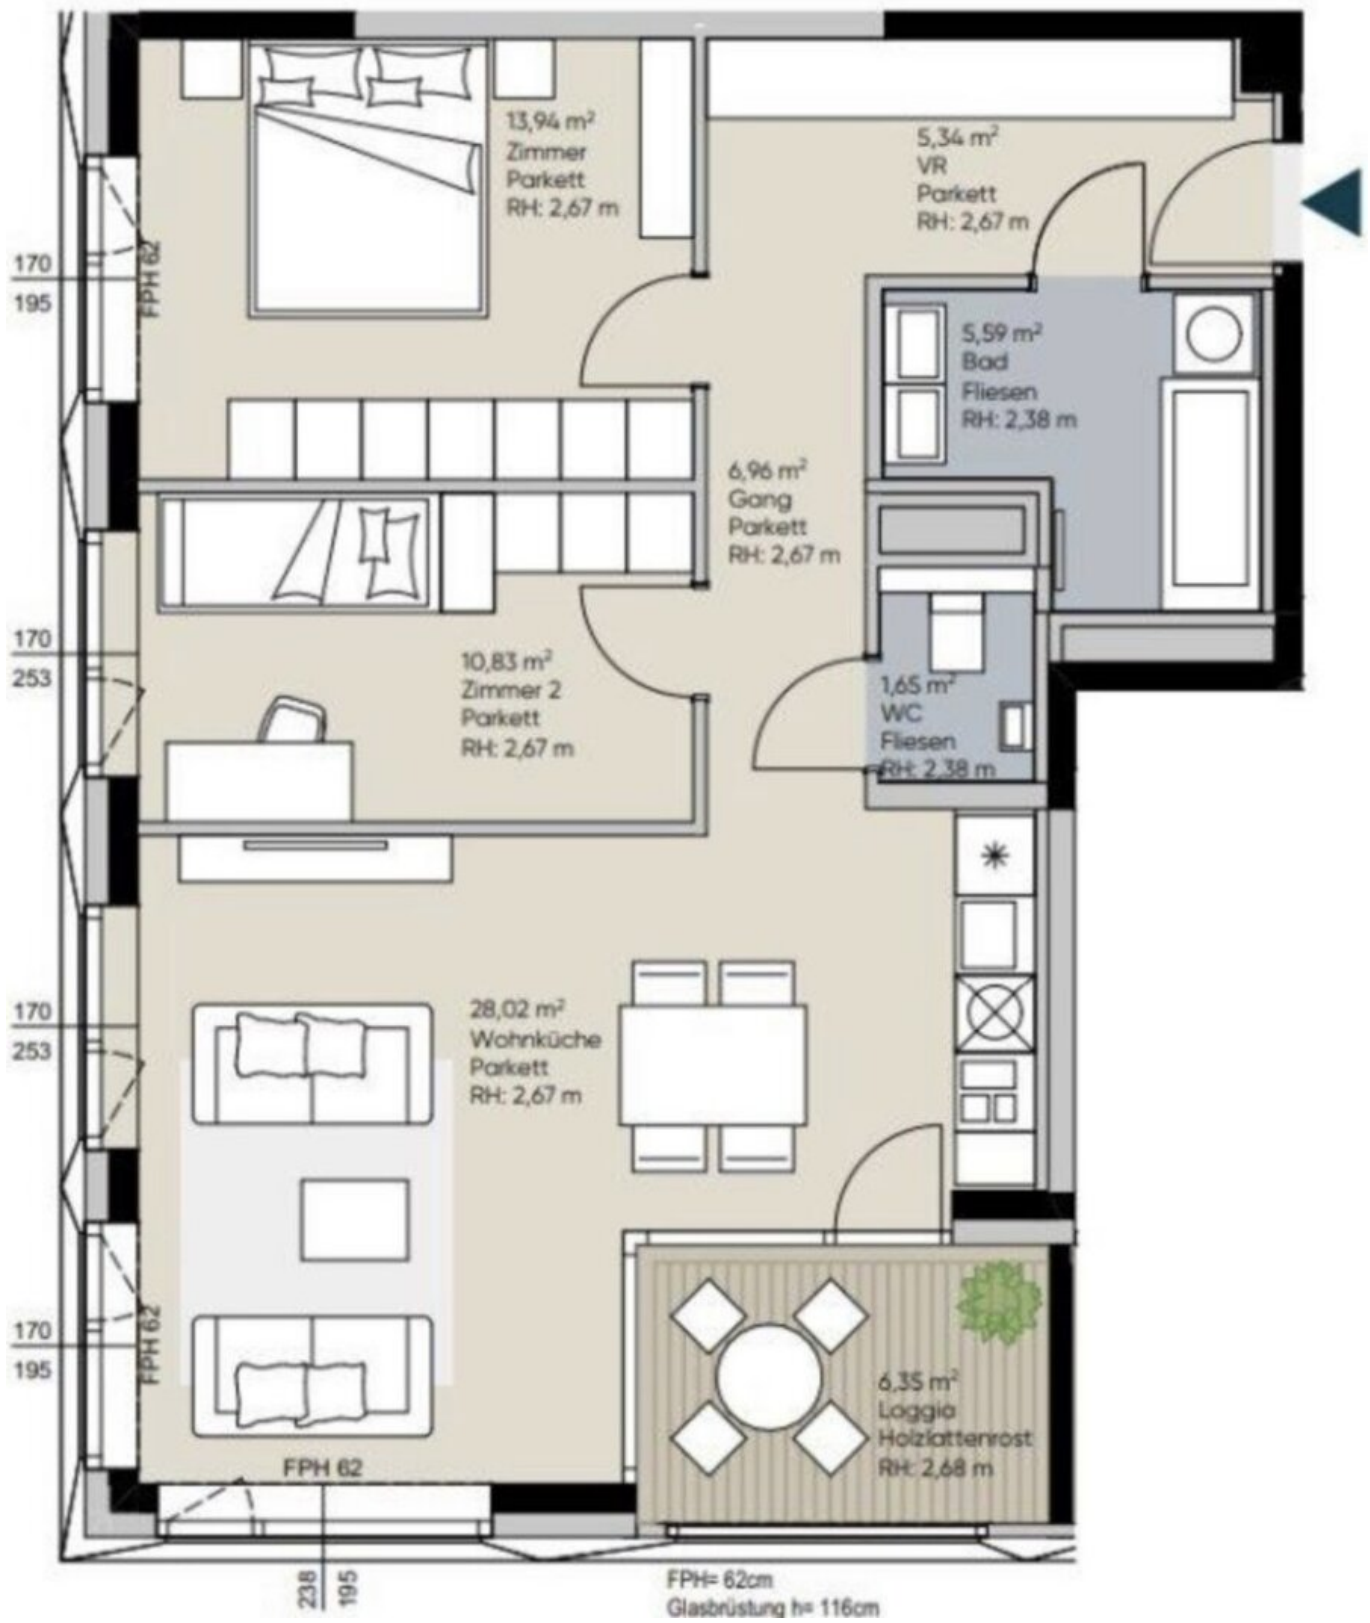 13,94 m²
Zimmer
Parkett
RH: 2,67 m
5,34 m²
VR
Parkett
RH: 2,67 m
FPH 62
170
195
5,59 m²
Bad
Fliesen
RH: 2,38 m
6,96 m²
Gang
Parkett
RH: 2,67 m
170
253
10,83 m²
Zimmer 2
Parkett
RH: 2,67 m
1,65 m²
WC
Fliesen
RH: 2,38 m
170
253
28,02 m²
Wohnküche
Parkett
RH: 2,67 m
170
195
FPH 62
6,35 m²
Loggia
Holzlattenrost
RH: 2,68 m
FPH 62
238
195
FPH= 62cm
Glasbrüstung h= 116cm